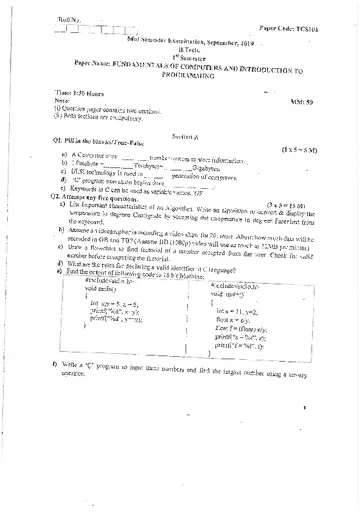 Roll No.
Paper Code: TCS101
Mid Semester Examination, September, 2019
B.Tech.
1st Semester
Paper Name: FUNDAMENTALS OF COMPUTERS AND INTRODUCTION TO
PROGRAMMING
Time: 1:30 Hours
MM: 50
Note:
(i) Question paper contains two sections.
(ii) Both sections are compulsory.
Section A
Q1. Fill in the blanks/True-False
(1 x 5 = 5 M)
a) A Computer uses ____ number system to store information.
b) 1 Petabyte = ______ Terabytes= ______ Gigabytes.
c) ULSI technology is used in ____ generation of computers.
d) 'C' program execution begins from
e) Keywords in C can be used as variable names.
Q2. Attempt any five questions.
(3 x 5 = 15 M)
a) List important characteristics of an Algorithm. Write an algorithm to convert & display the
temperature in degrees Centigrade by accepting the temperature in degrees Farenheit from
the keyboard.
b) Assume a videographer is recording a video shoot for 20 hours. About how much data will be
recorded in GB and TB? (Assume HD (1080p) video will use as much as 12MB per minute)
c) Draw a flowchart to find factorial of a number accepted from the user. Check for valid
number before computing the factorial.
d) What are the rules for declaring a valid identifier in C language?
e) Find the output of following code in 16 bit Machine:
#include<stdio.h>
void main()
{
int x,y= 5, z = 5;
printf("%d", x=y);
printf("%d", y==z);
}
#include<stdio.h>
void main()
{
int x = 11, y=2;
float z = x/y;
float f = (float) x/y;
printf("z = %f", z);
printf("f = %f", f);
}
f) Write a "C" program to input three numbers and find the largest number using a ternary
operator.
1